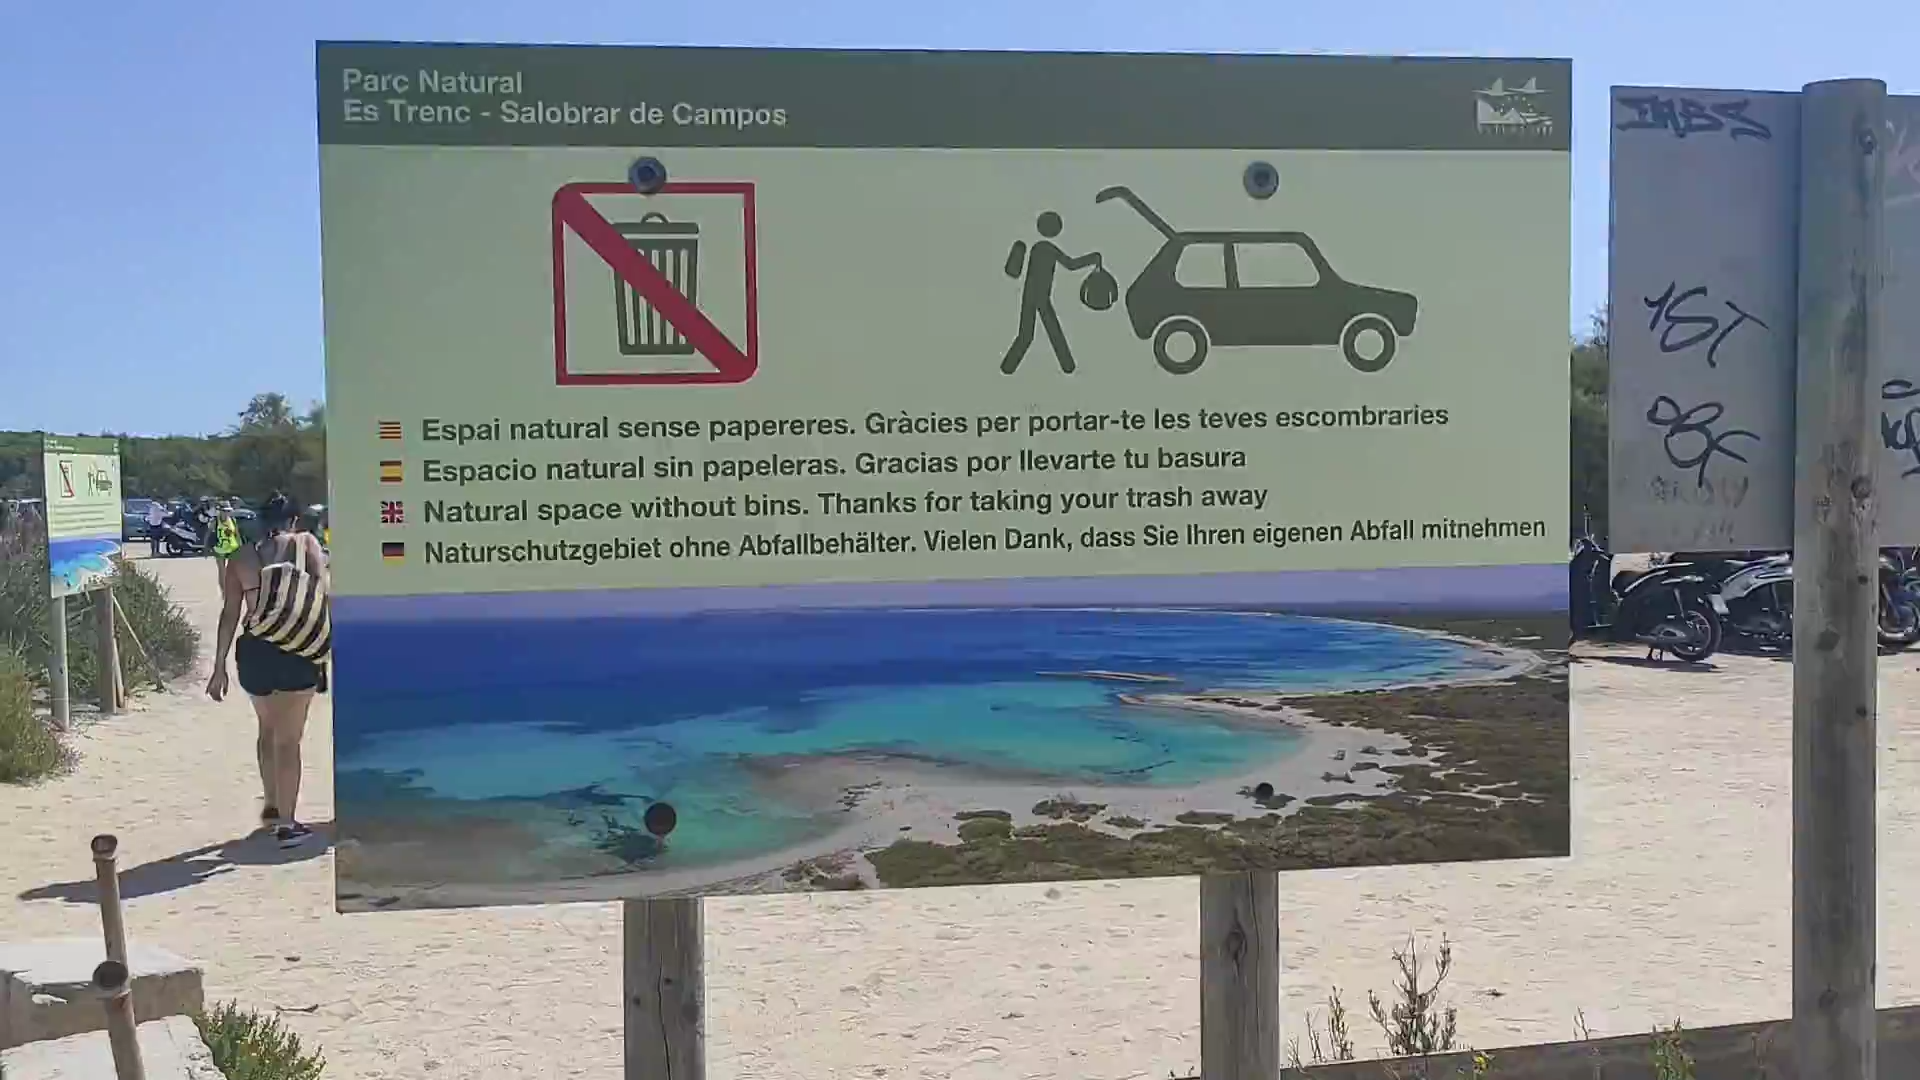 Parc Natural
Es Trenc - Salobrar de Campos
Espai natural sense papereres. Gràcies per portar-te les teves escombraries
Espacio natural sin papeleras. Gracias por llevarte tu basura
Natural space without bins. Thanks for taking your trash away
Naturschutzgebiet ohne Abfallbehälter. Vielen Dank, dass Sie Ihren eigenen Abfall mitnehmen
1ST